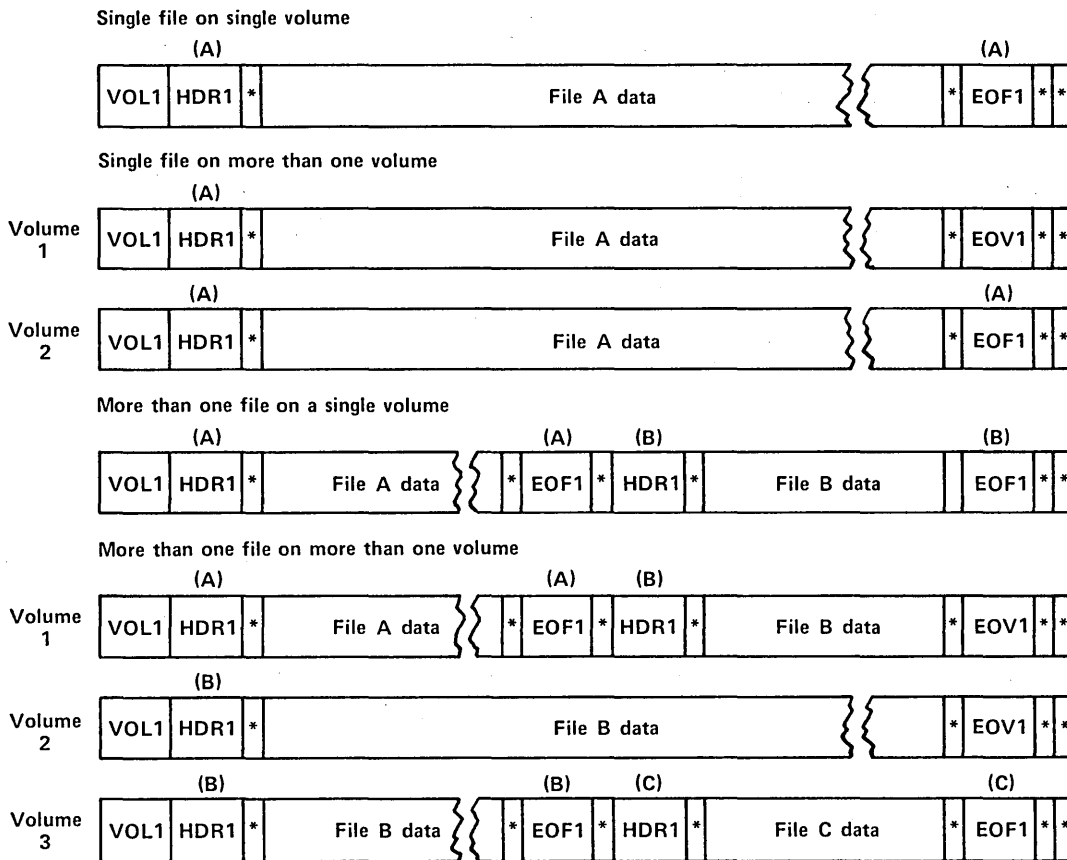 Single file on single volume
(A) (A)
VOL1 HDR1 * File A data * EOF1 * *
Single file on more than one volume
(A)
Volume 1 VOL1 HDR1 * File A data * EOV1 * *
(A) (A)
Volume 2 VOL1 HDR1 * File A data * EOF1 * *
More than one file on a single volume
(A) (A) (B) (B)
VOL1 HDR1 * File A data * EOF1 * HDR1 * File B data EOF1 * *
More than one file on more than one volume
(A) (A) (B)
Volume 1 VOL1 HDR1 * File A data * EOF1 * HDR1 * File B data * EOV1 * *
(B)
Volume 2 VOL1 HDR1 * File B data * EOV1 * *
(B) (B) (C) (C)
Volume 3 VOL1 HDR1 * File B data * EOF1 * HDR1 * File C data * EOF1 * *